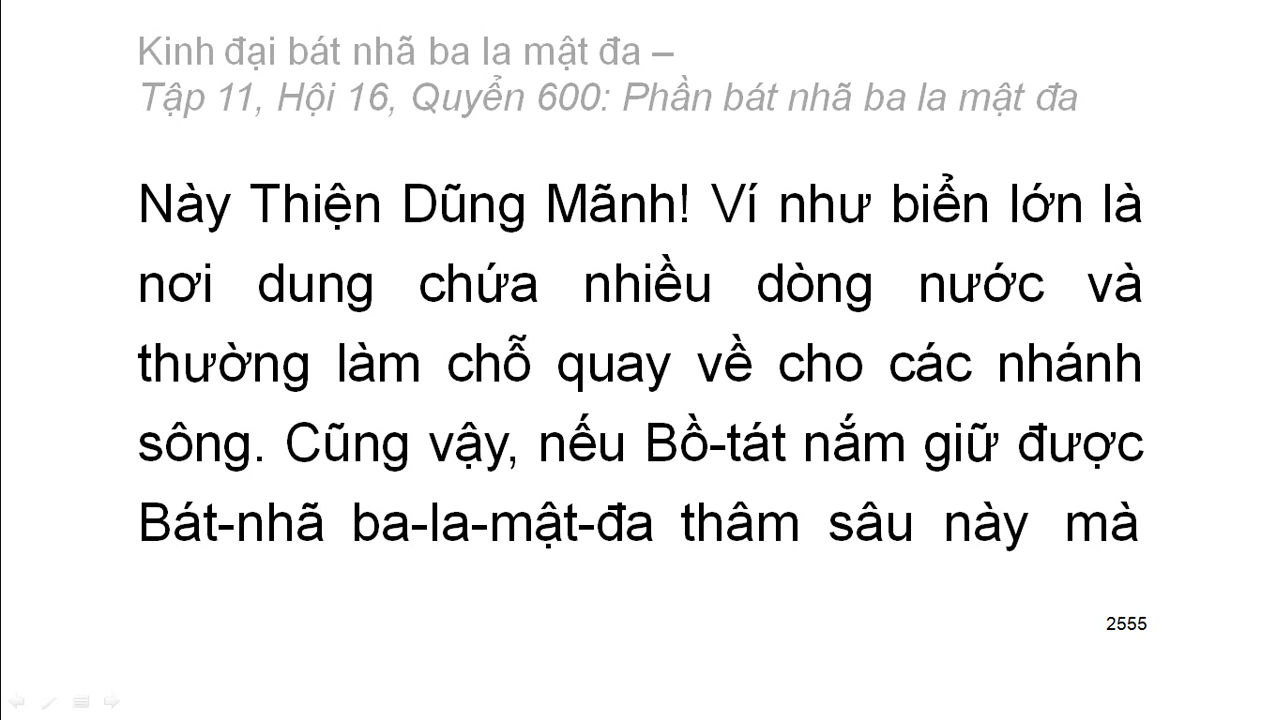 Kinh đại bát nhã ba la mật đa –
Tập 11, Hội 16, Quyển 600: Phần bát nhã ba la mật đa
Này Thiện Dũng Mãnh! Ví như biển lớn là
nơi dung chứa nhiều dòng nước và
thường làm chỗ quay về cho các nhánh
sông. Cũng vậy, nếu Bồ-tát nắm giữ được
Bát-nhã ba-la-mật-đa thâm sâu này mà
2555